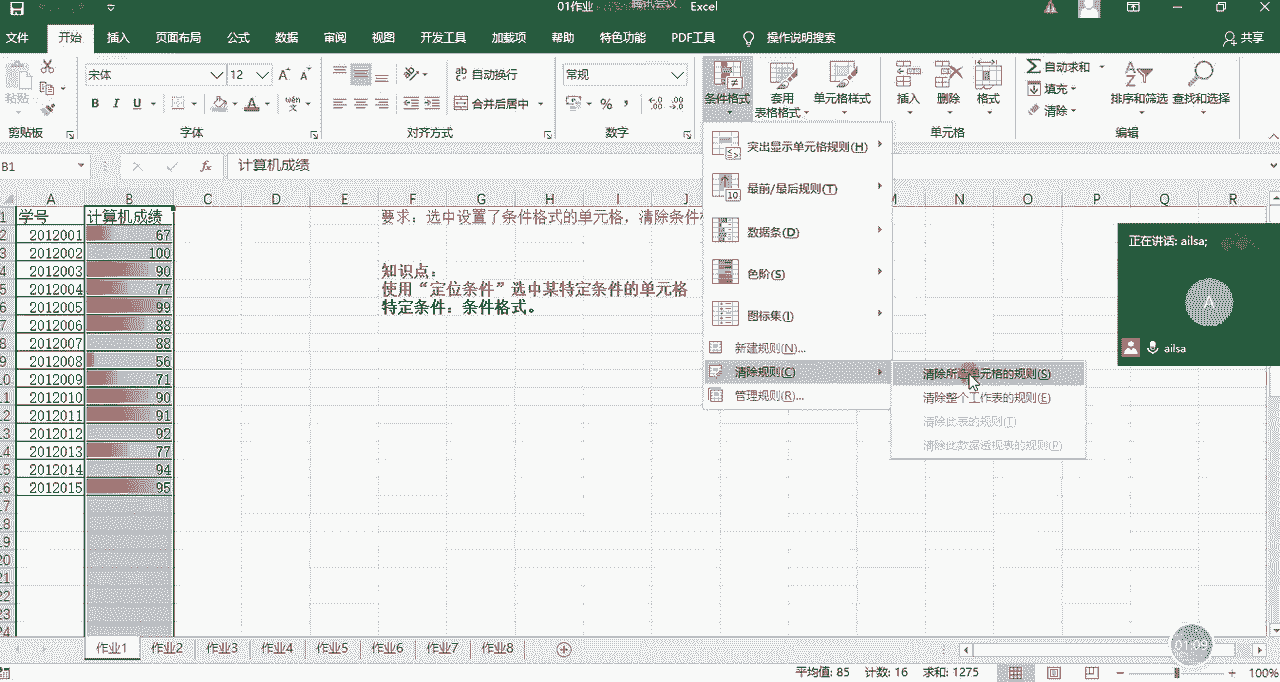 01作业
腾讯会议
Excel
文件 开始 插入 页面布局 公式 数据 审阅 视图 开发工具 加载项 帮助 特色功能 PDF工具 操作说明搜索 共享
宋体 12 自动换行 常规 条件格式 套用 单元格样式 插入 删除 格式 自动求和 排序和筛选 查找和选择
粘贴 B I U 合并后居中 % 表格格式 填充 清除
剪贴板 字体 对齐方式 数字 单元格 编辑
B1 fx 计算机成绩
A B C D E F G H I J M N O P Q R
1 学号 计算机成绩 要求：选中设置了条件格式的单元格，清除条件
2 2012001 67
3 2012002 100
4 2012003 90 知识点：
5 2012004 77 使用“定位条件”选中某特定条件的单元格
6 2012005 99 特定条件：条件格式。
7 2012006 88
8 2012007 88
9 2012008 56
10 2012009 71
11 2012010 90
12 2012011 91
13 2012012 92
14 2012013 77
15 2012014 94
16 2012015 95
17
18
19
20
21
22
23
24
突出显示单元格规则(H)
最前/最后规则(T)
数据条(D)
色阶(S)
图标集(I)
新建规则(N)...
清除规则(C)
管理规则(R)...
清除所选单元格的规则(S)
清除整个工作表的规则(E)
清除此表的规则(T)
清除此数据透视表的规则(P)
正在讲话: ailsa;
A
ailsa
作业1 作业2 作业3 作业4 作业5 作业6 作业7 作业8
01:09
平均值: 85 计数: 16 求和: 1275 100%